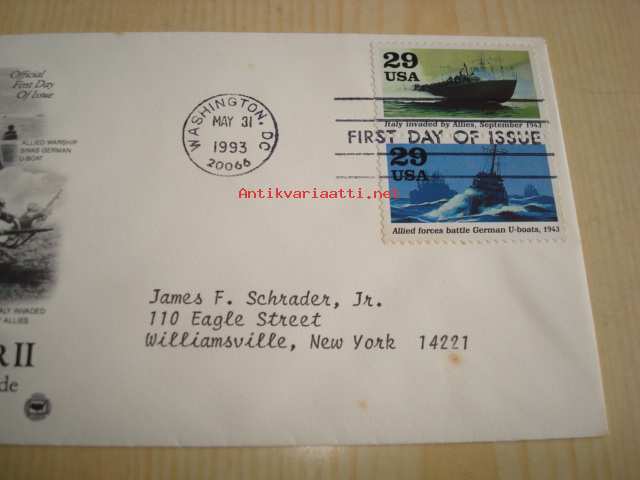 Official
First Day
Of Issue
ALLIED WARSHIP
SINKS GERMAN
U-BOAT
WASHINGTON, DC
MAY 31
1993
20066
29
USA
Italy invaded by Allies, September 1943
FIRST DAY OF ISSUE
29
USA
Allied forces battle German U-boats, 1943
Antikvariaatti.net
James F. Schrader, Jr.
110 Eagle Street
Williamsville, New York 14221
INVADED
ALLIES
R II
de